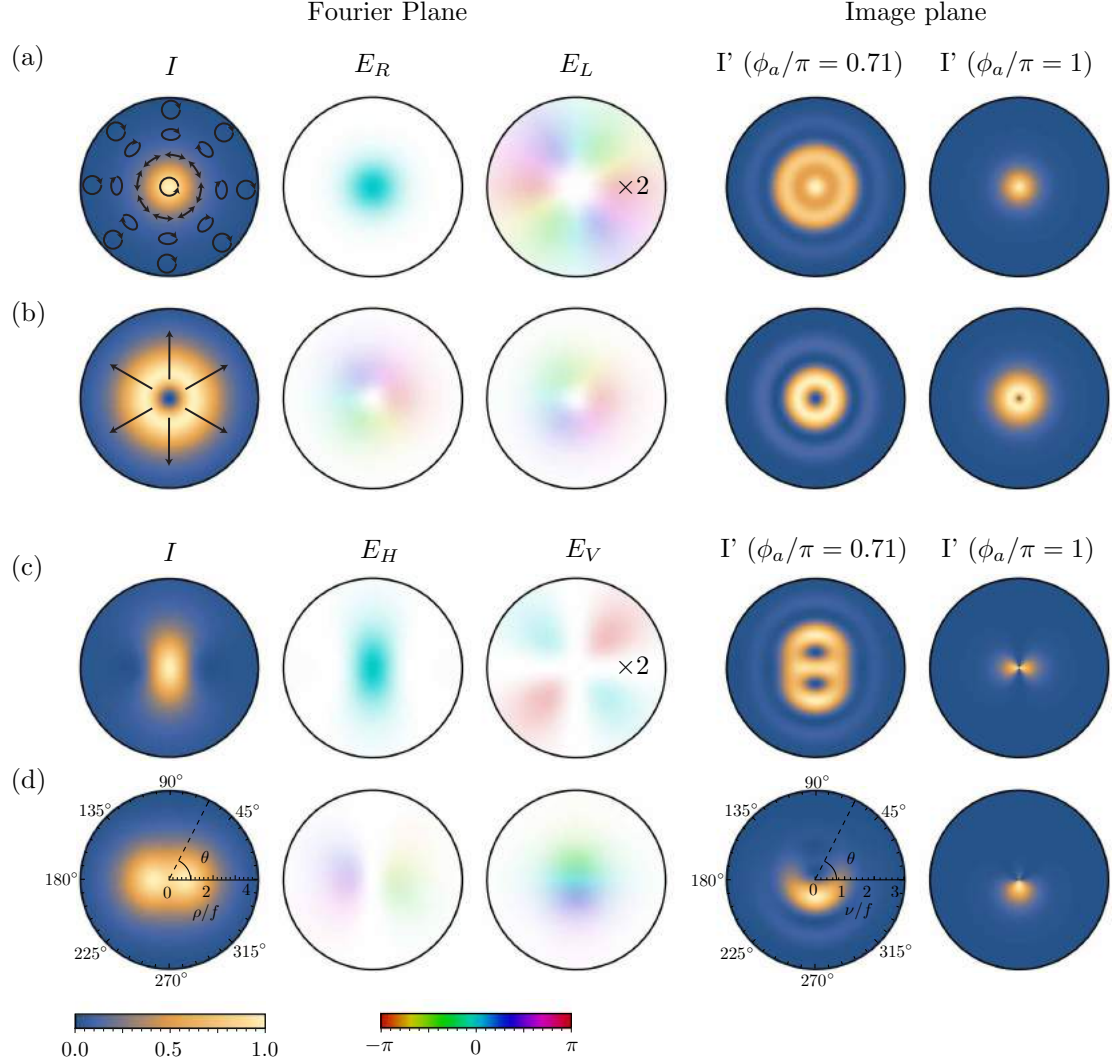 Fourier Plane Image plane
(a) I E_R E_L I' (ϕ_a/π = 0.71) I' (ϕ_a/π = 1)
×2
(b)
(c) I E_H E_V I' (ϕ_a/π = 0.71) I' (ϕ_a/π = 1)
×2
(d) 90° 90°
135° 45° 135° 45°
θ θ
180° 0 2 4 180° 0 1 2 3
ρ/f ν/f
225° 315° 225° 315°
270° 270°
0.0 0.5 1.0 −π 0 π